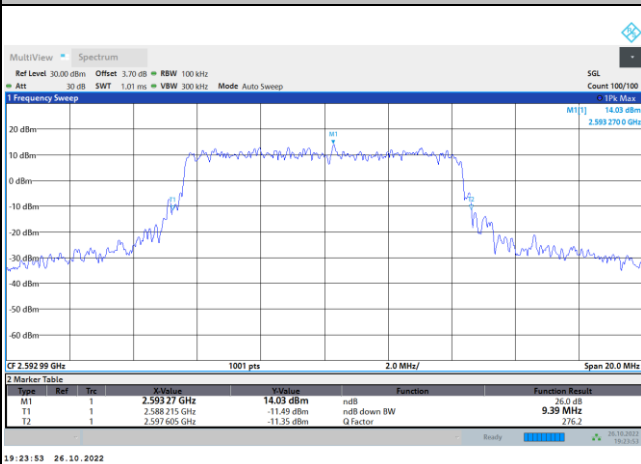 MultiView Spectrum
Ref Level 30.00 dBm Offset 3.70 dB RBW 100 kHz SGL
Att 30 dB SWT 1.01 ms VBW 300 kHz Mode Auto Sweep Count 100/100
1 Frequency Sweep 1Pk Max
M1[1] 14.03 dBm
2.593 270 0 GHz
M1
20 dBm
10 dBm
0 dBm
-10 dBm
T1 T2
-20 dBm
-30 dBm
-40 dBm
-50 dBm
-60 dBm
CF 2.592 99 GHz 1001 pts 2.0 MHz/ Span 20.0 MHz
2 Marker Table
Type Ref Trc X-Value Y-Value Function Function Result
M1 1 2.593 27 GHz 14.03 dBm ndB 26.0 dB
T1 1 2.588 215 GHz -11.49 dBm ndB down BW 9.39 MHz
T2 1 2.597 605 GHz -11.35 dBm Q Factor 276.2
Ready 26.10.2022
19:23:53
19:23:53 26.10.2022